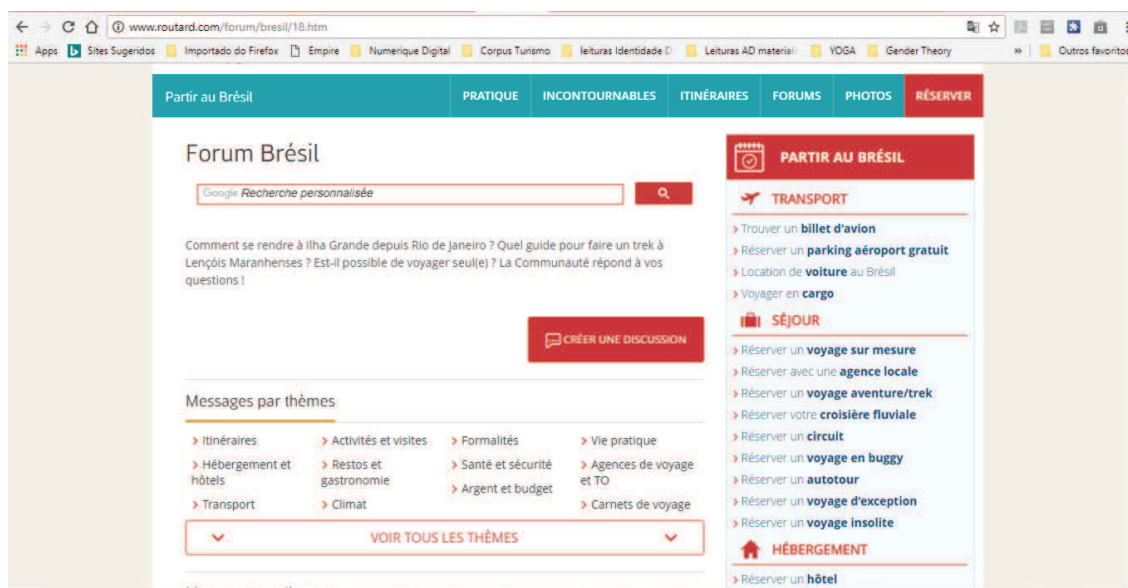 www.routard.com/forum/bresil/18.htm
Apps Sites Sugeridos Importado do Firefox Empire Numerique Digital Corpus Turismo leituras Identidade D Leituras AD material YOGA Gender Theory » Outros favoritos
Partir au Brésil PRATIQUE INCONTOURNABLES ITINÉRAIRES FORUMS PHOTOS RÉSERVER
Forum Brésil
Google Recherche personnalisée
Comment se rendre à Ilha Grande depuis Rio de Janeiro ? Quel guide pour faire un trek à
Lençóis Maranhenses ? Est-il possible de voyager seul(e) ? La Communauté répond à vos
questions !
CRÉER UNE DISCUSSION
Messages par thèmes
Itinéraires
Hébergement et
hôtels
Transport
Activités et visites
Restos et
gastronomie
Climat
Formalités
Santé et sécurité
Argent et budget
Vie pratique
Agences de voyage
et TO
Carnets de voyage
VOIR TOUS LES THÈMES
PARTIR AU BRÉSIL
TRANSPORT
Trouver un billet d'avion
Réserver un parking aéroport gratuit
Location de voiture au Brésil
Voyager en cargo
SÉJOUR
Réserver un voyage sur mesure
Réserver avec une agence locale
Réserver un voyage aventure/trek
Réserver votre croisière fluviale
Réserver un circuit
Réserver un voyage en buggy
Réserver un autotour
Réserver un voyage d'exception
Réserver un voyage insolite
HÉBERGEMENT
Réserver un hôtel